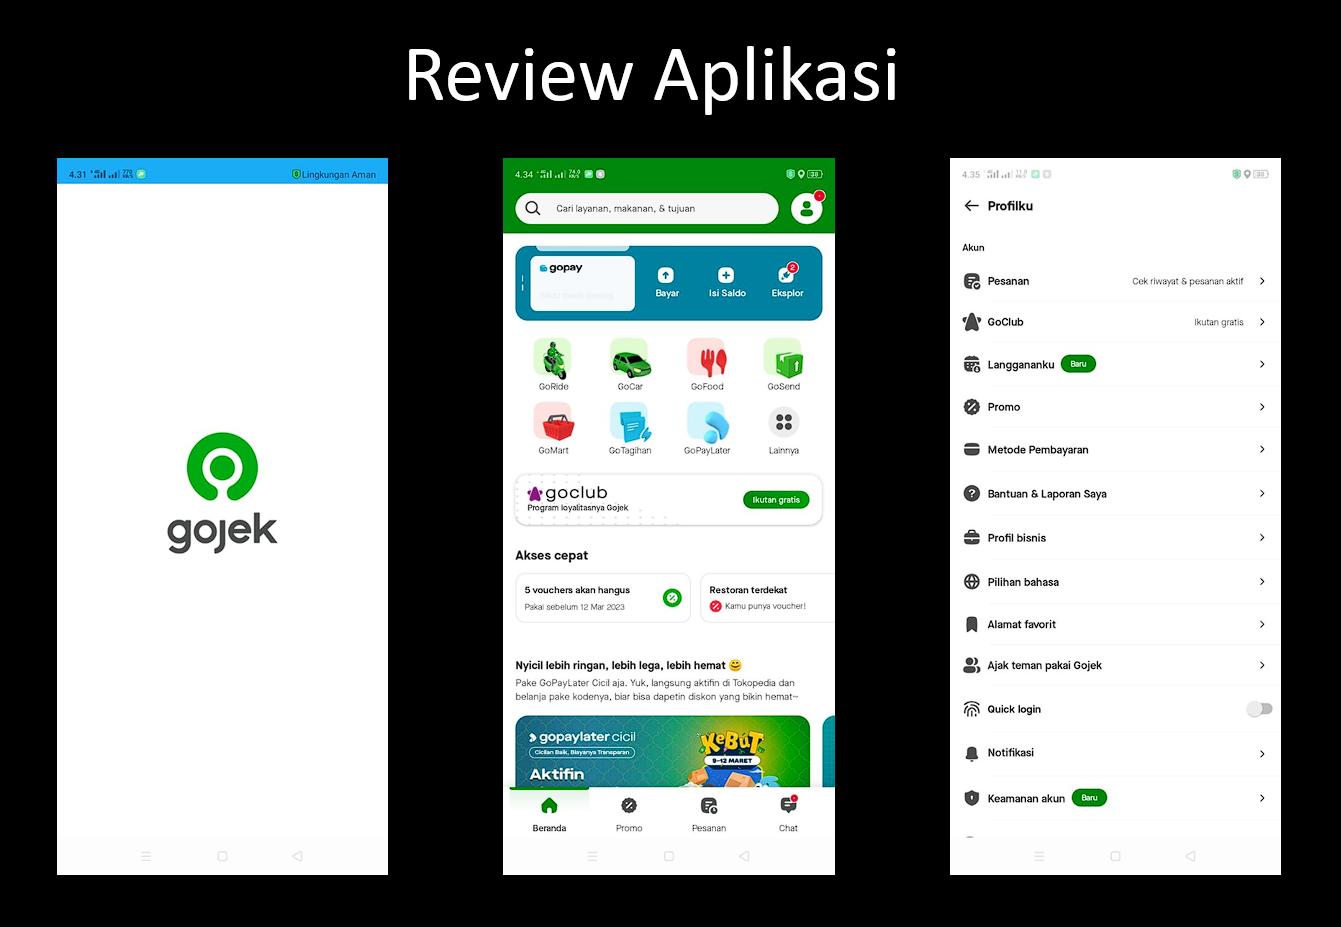 Review Aplikasi
4.31
Lingkungan Aman
gojek
4.34
Cari layanan, makanan, & tujuan
gopay
Bayar
Isi Saldo
2
Eksplor
GoRide
GoCar
GoFood
GoSend
GoMart
GoTagihan
GoPayLater
Lainnya
goclub
Program loyalitasnya Gojek
Ikutan gratis
Akses cepat
5 vouchers akan hangus
Pakai sebelum 12 Mar 2023
Restoran terdekat
Kamu punya voucher!
Nyicil lebih ringan, lebih lega, lebih hemat 😊
Pake GoPayLater Cicil aja. Yuk, langsung aktifin di Tokopedia dan
belanja pake kodenya, biar bisa dapetin diskon yang bikin hemat~
gopaylater cicil
Cicilan Baik, Biayanya Transparan
Aktifin
KEBUT
9-12 MARET
Beranda
Promo
Pesanan
Chat
4.35
Profilku
Akun
Pesanan
Cek riwayat & pesanan aktif
GoClub
Ikutan gratis
Langgananku
Baru
Promo
Metode Pembayaran
Bantuan & Laporan Saya
Profil bisnis
Pilihan bahasa
Alamat favorit
Ajak teman pakai Gojek
Quick login
Notifikasi
Keamanan akun
Baru